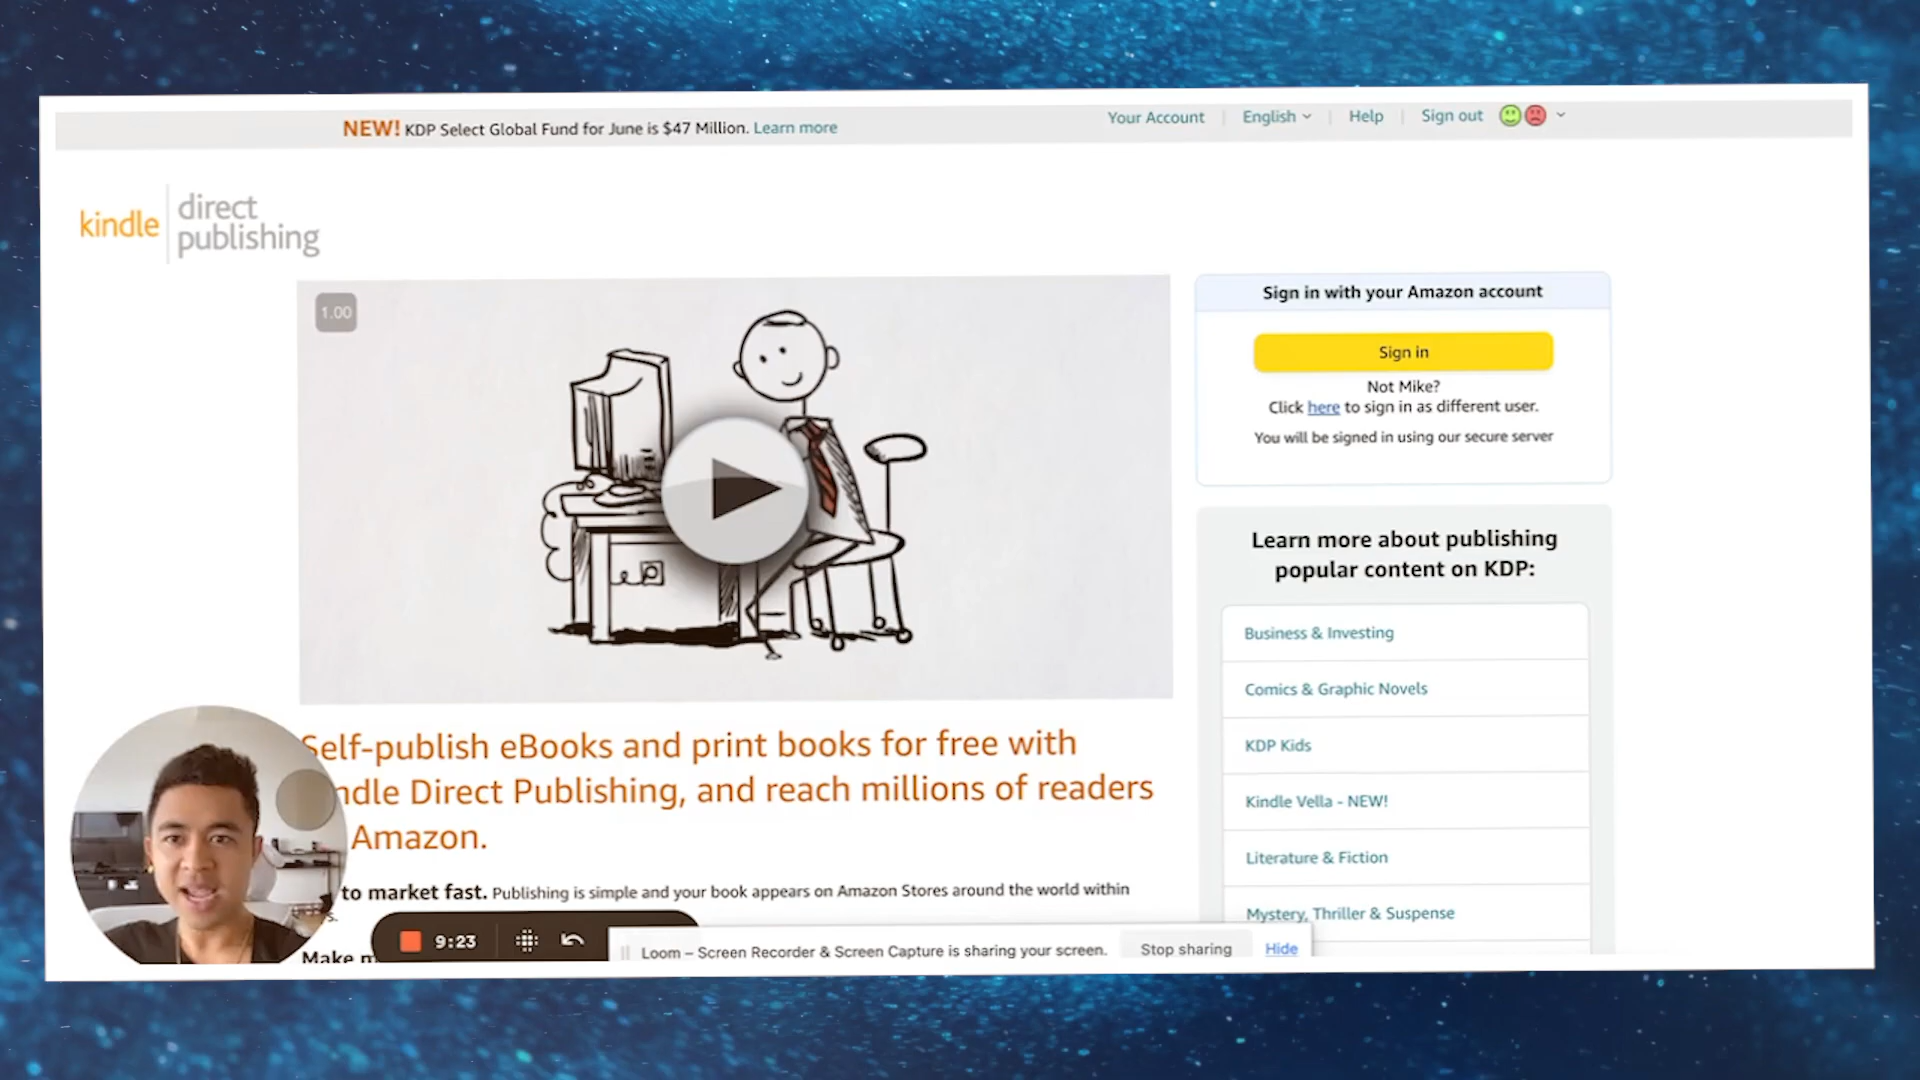 NEW! KDP Select Global Fund for June is $47 Million. Learn more
Your Account
English
Help
Sign out
kindle
direct
publishing
1.00
Sign in with your Amazon account
Sign in
Not Mike?
Click here to sign in as different user.
You will be signed in using our secure server
Learn more about publishing
popular content on KDP:
Business & Investing
Comics & Graphic Novels
KDP Kids
Kindle Vella - NEW!
Literature & Fiction
Mystery, Thriller & Suspense
Self-publish eBooks and print books for free with
ndle Direct Publishing, and reach millions of readers
Amazon.
to market fast. Publishing is simple and your book appears on Amazon Stores around the world within
Make m
9:23
Loom – Screen Recorder & Screen Capture is sharing your screen.
Stop sharing
Hide